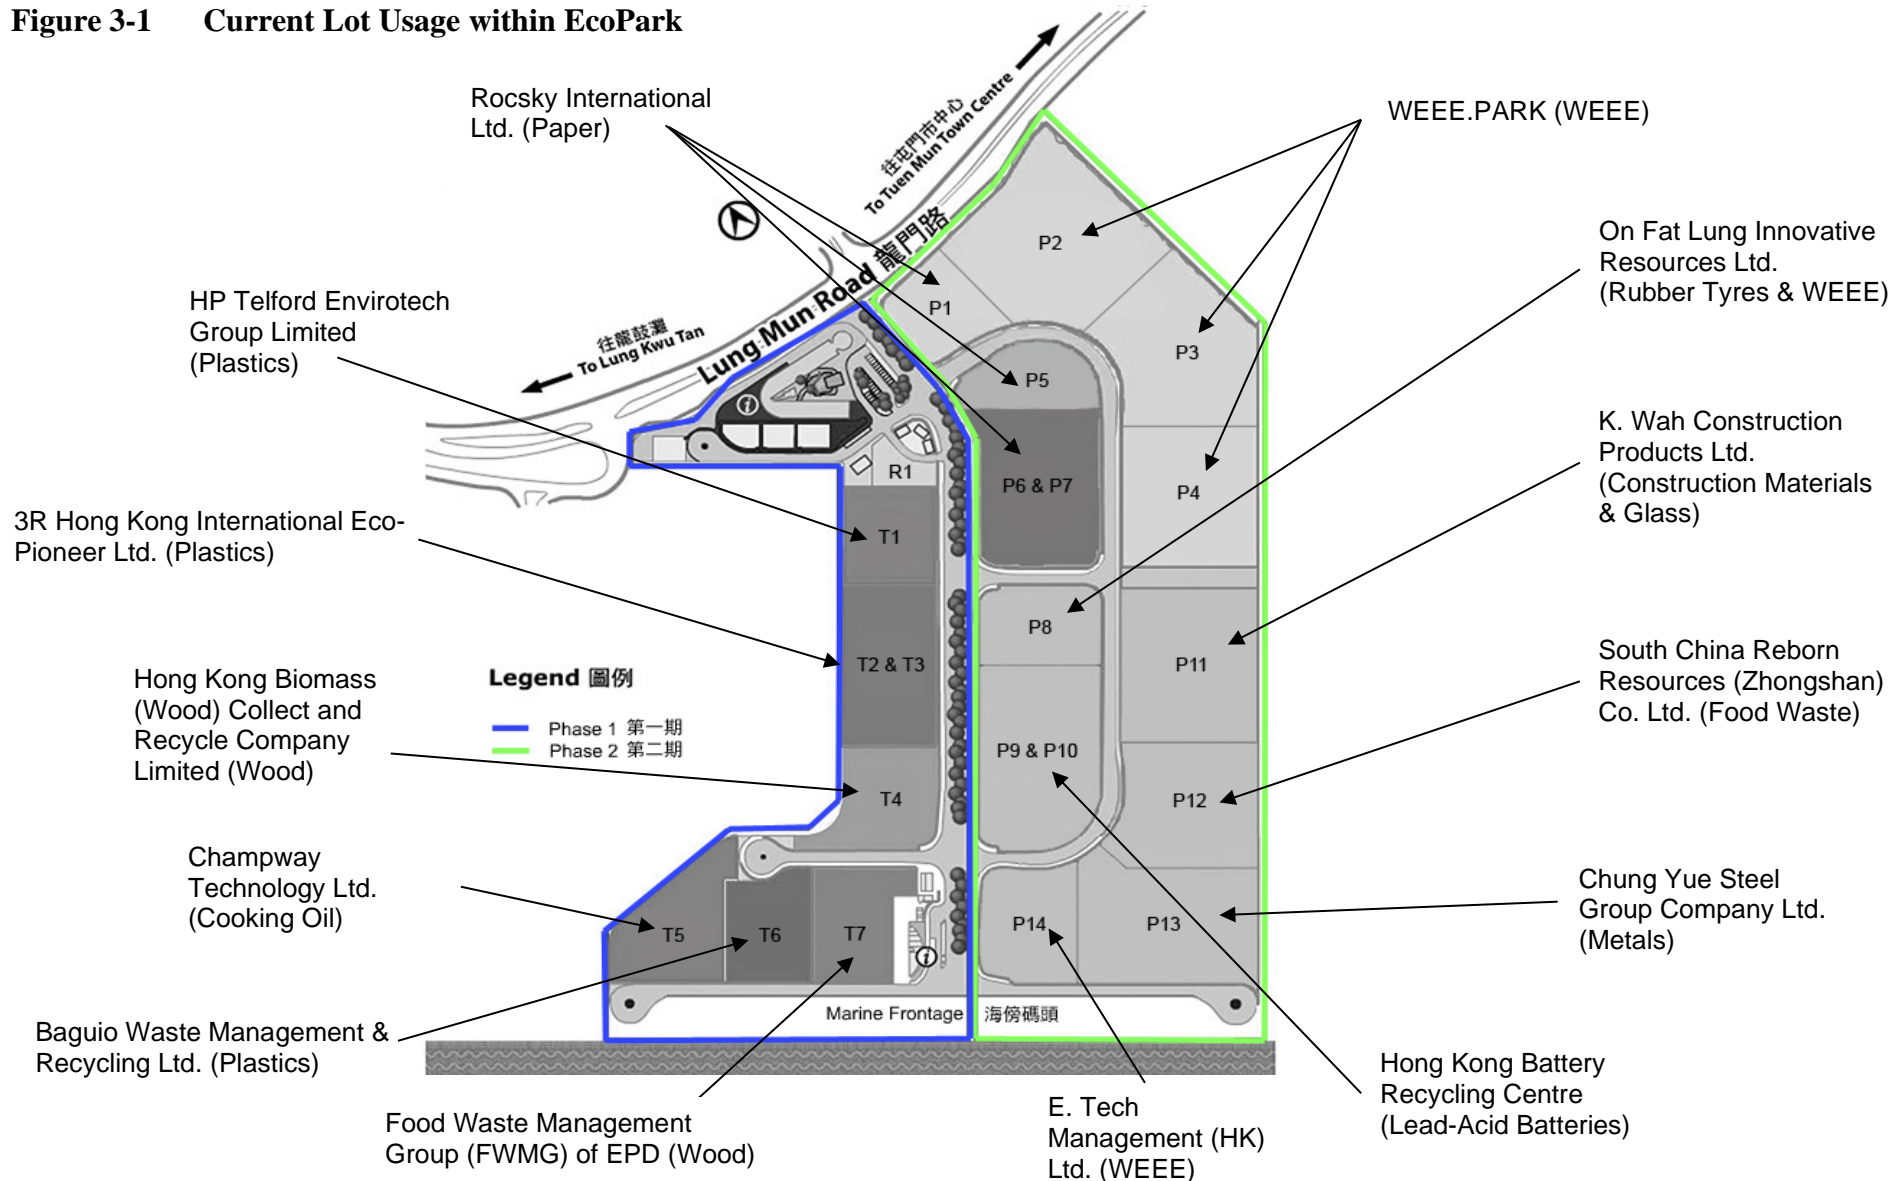 Figure 3-1 Current Lot Usage within EcoPark
Rocsky International
Ltd. (Paper)
往屯門市中心
To Tuen Mun Town Centre
WEEE.PARK (WEEE)
On Fat Lung Innovative
Resources Ltd.
(Rubber Tyres & WEEE)
HP Telford Envirotech
Group Limited
(Plastics)
往龍鼓灘
To Lung Kwu Tan
Lung Mun Road 龍門路
P2
P1
P3
P5
i
K. Wah Construction
Products Ltd.
(Construction Materials
& Glass)
R1
P6 & P7
P4
3R Hong Kong International Eco-
Pioneer Ltd. (Plastics)
T1
P8
T2 & T3
P11
South China Reborn
Resources (Zhongshan)
Co. Ltd. (Food Waste)
Hong Kong Biomass
(Wood) Collect and
Recycle Company
Limited (Wood)
Legend 圖例
Phase 1 第一期
Phase 2 第二期
P9 & P10
T4
P12
Champway
Technology Ltd.
(Cooking Oil)
Chung Yue Steel
Group Company Ltd.
(Metals)
T5
T6
T7
i
P14
P13
Marine Frontage 海傍碼頭
Baguio Waste Management &
Recycling Ltd. (Plastics)
Food Waste Management
Group (FWMG) of EPD (Wood)
E. Tech
Management (HK)
Ltd. (WEEE)
Hong Kong Battery
Recycling Centre
(Lead-Acid Batteries)